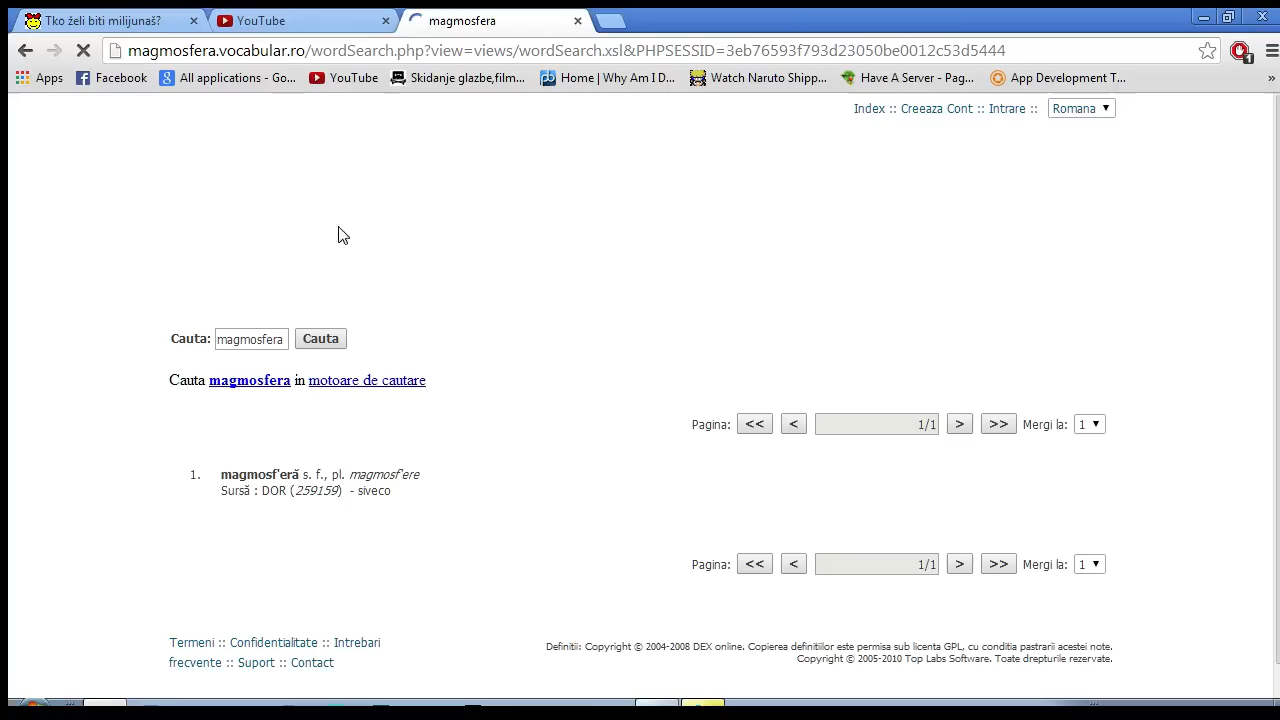 Tko želi biti milijunaš?
YouTube
magmosfera
magmosfera.vocabular.ro/wordSearch.php?view=views/wordSearch.xsl&PHPSESSID=3eb76593f793d23050be0012c53d5444
1
Apps
Facebook
All applications - Go...
YouTube
Skidanje glazbe,film...
Home | Why Am I D...
Watch Naruto Shipp...
Have A Server - Pag...
App Development T...
»
Index :: Creeaza Cont :: Intrare :: Romana
Cauta: magmosfera Cauta
Cauta magmosfera in motoare de cautare
Pagina: << < 1/1 > >> Mergi la: 1
1. magmosf'eră s. f., pl. magmosf'ere
Sursă : DOR (259159) - siveco
Pagina: << < 1/1 > >> Mergi la: 1
Termeni :: Confidentialitate :: Intrebari
frecvente :: Suport :: Contact
Definitii: Copyright © 2004-2008 DEX online. Copierea definitiilor este permisa sub licenta GPL, cu conditia pastrarii acestei note.
Copyright © 2005-2010 Top Labs Software. Toate drepturile rezervate.